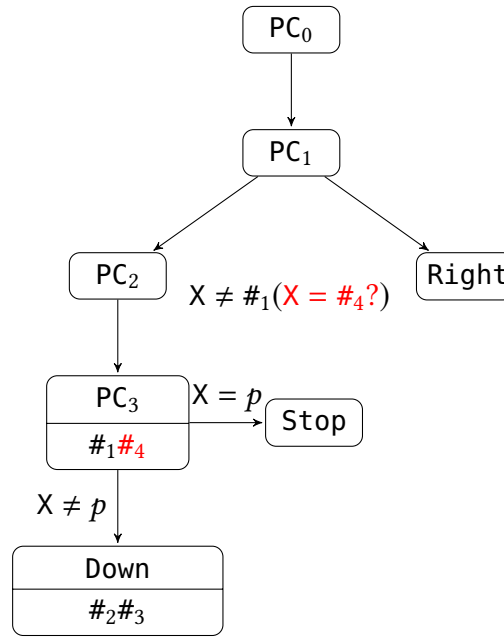 PC₀
PC₁
PC₂
Right
X ≠ #₁(X = #₄?)
PC₃
X = p
Stop
#₁#₄
X ≠ p
Down
#₂#₃